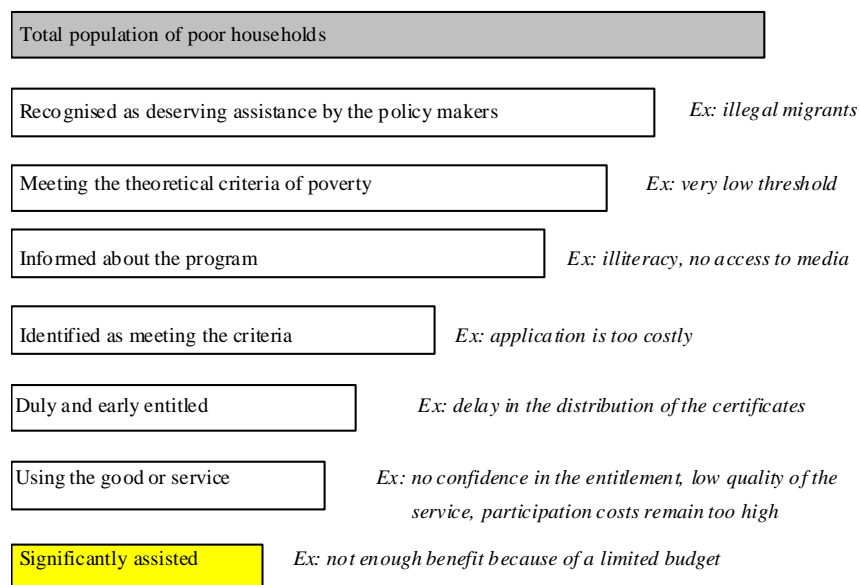 Total population of poor households
Recognised as deserving assistance by the policy makers
Ex: illegal migrants
Meeting the theoretical criteria of poverty
Ex: very low threshold
Informed about the program
Ex: illiteracy, no access to media
Identified as meeting the criteria
Ex: application is too costly
Duly and early entitled
Ex: delay in the distribution of the certificates
Using the good or service
Ex: no confidence in the entitlement, low quality of the
service, participation costs remain too high
Significantly assisted
Ex: not enough benefit because of a limited budget